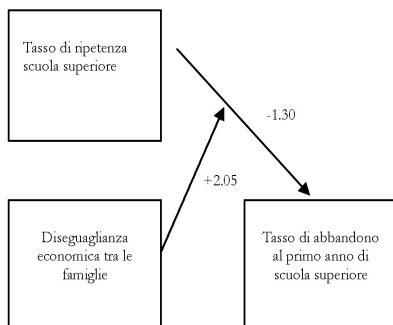 Tasso di ripetenza
scuola superiore
-1.30
+2.05
Diseguaglianza
economica tra le
famiglie
Tasso di abbandono
al primo anno di
scuola superiore